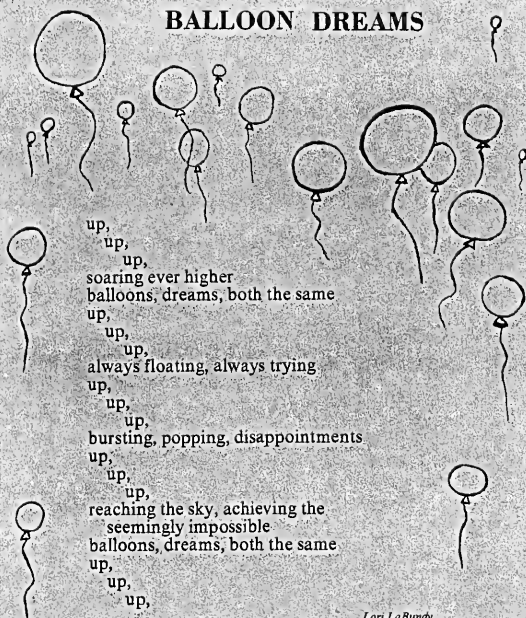 BALLOON DREAMS
up,
up,
up,
soaring ever higher
balloons, dreams, both the same
up,
up,
up,
always floating, always trying
up,
up,
up,
bursting, popping, disappointments
up,
up,
up,
reaching the sky, achieving the
seemingly impossible
balloons, dreams, both the same
up,
up,
up,
Lori